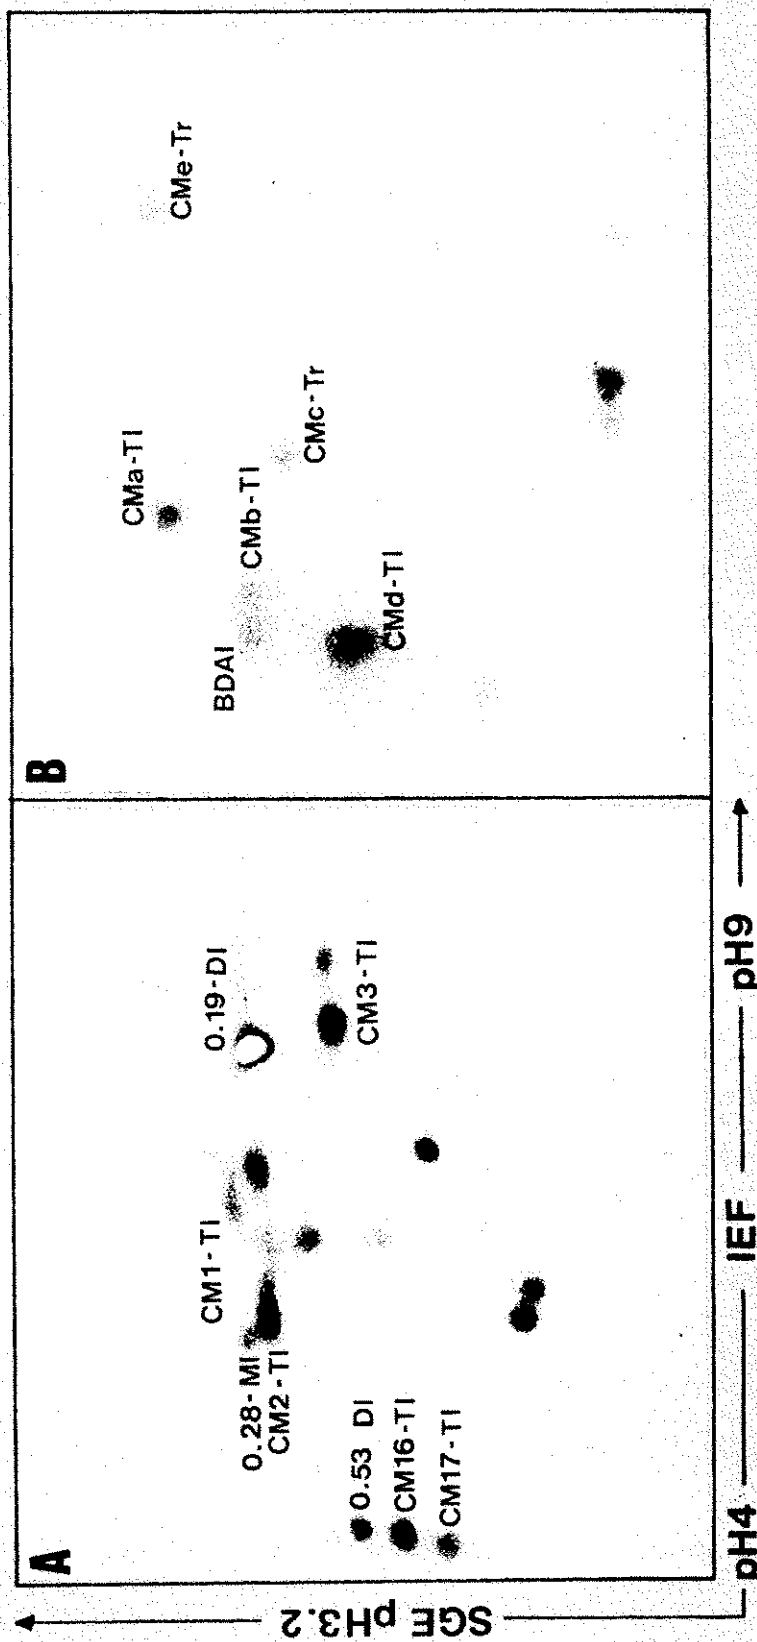 A
0.19-DI
CM1-TI
0.28-MI
CM2-TI
CM3-TI
0.53 DI
CM16-TI
CM17-TI
B
CMe-Tr
CMa-TI
CMb-TI
BDAI
CMc-Tr
CMd-TI
SGE pH3.2
pH4 IEF pH9